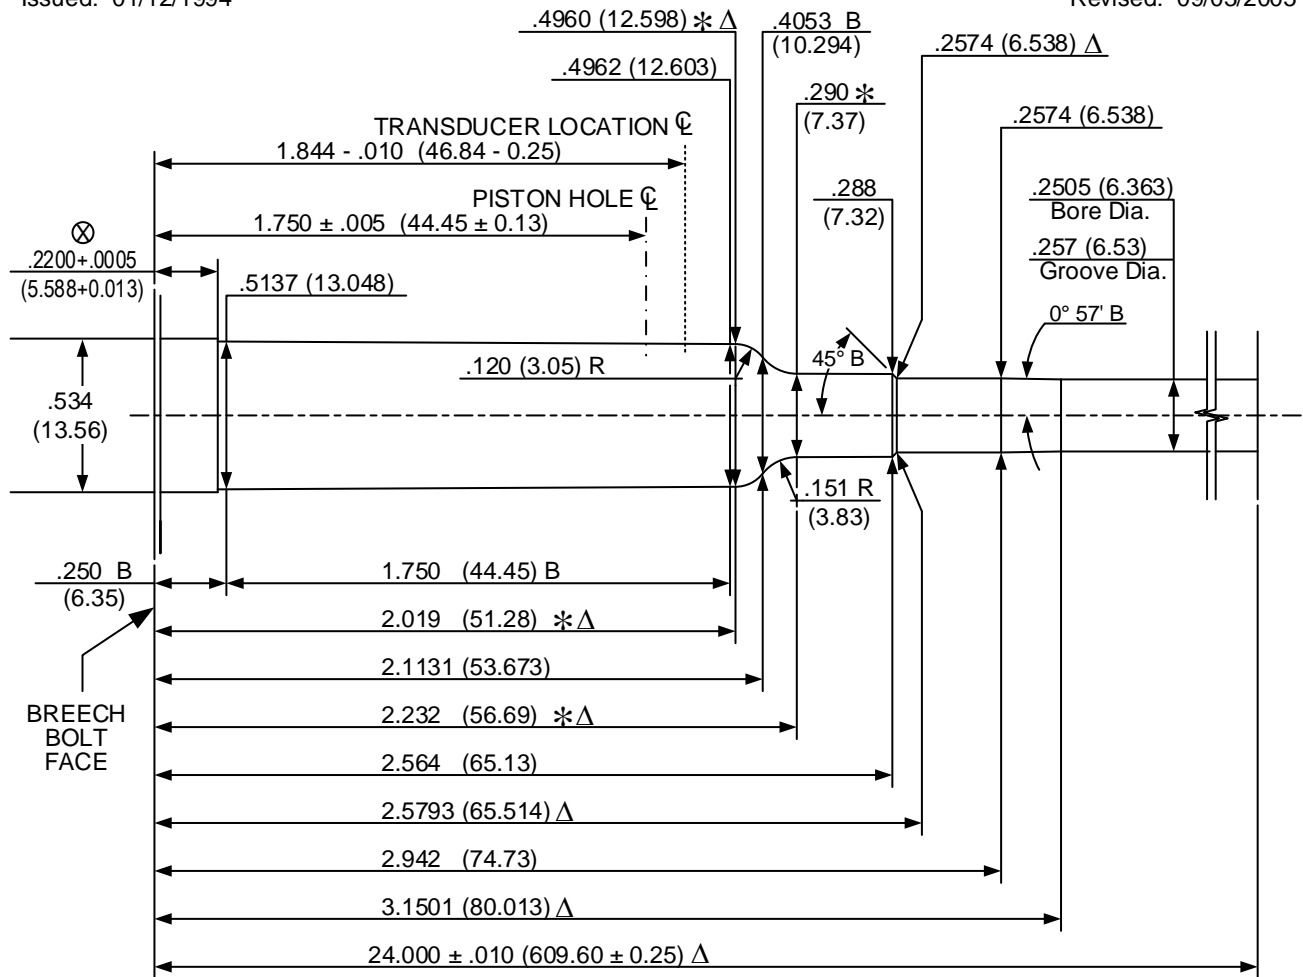 Issued: 01/12/1994
Revised: 09/03/2003
.4960 (12.598) ✻ Δ
.4053 B
(10.294)
.2574 (6.538) Δ
.4962 (12.603)
.290 ✻
(7.37)
.2574 (6.538)
TRANSDUCER LOCATION ℄
1.844 - .010 (46.84 - 0.25)
PISTON HOLE ℄
1.750 ± .005 (44.45 ± 0.13)
.288
(7.32)
.2505 (6.363)
Bore Dia.
.257 (6.53)
Groove Dia.
⊗
.2200+.0005
(5.588+0.013)
.5137 (13.048)
0° 57' B
.120 (3.05) R
45° B
.534
(13.56)
.151 R
(3.83)
.250 B
(6.35)
1.750 (44.45) B
2.019 (51.28) ✻ Δ
2.1131 (53.673)
BREECH
BOLT
FACE
2.232 (56.69) ✻ Δ
2.564 (65.13)
2.5793 (65.514) Δ
2.942 (74.73)
3.1501 (80.013) Δ
24.000 ± .010 (609.60 ± 0.25) Δ